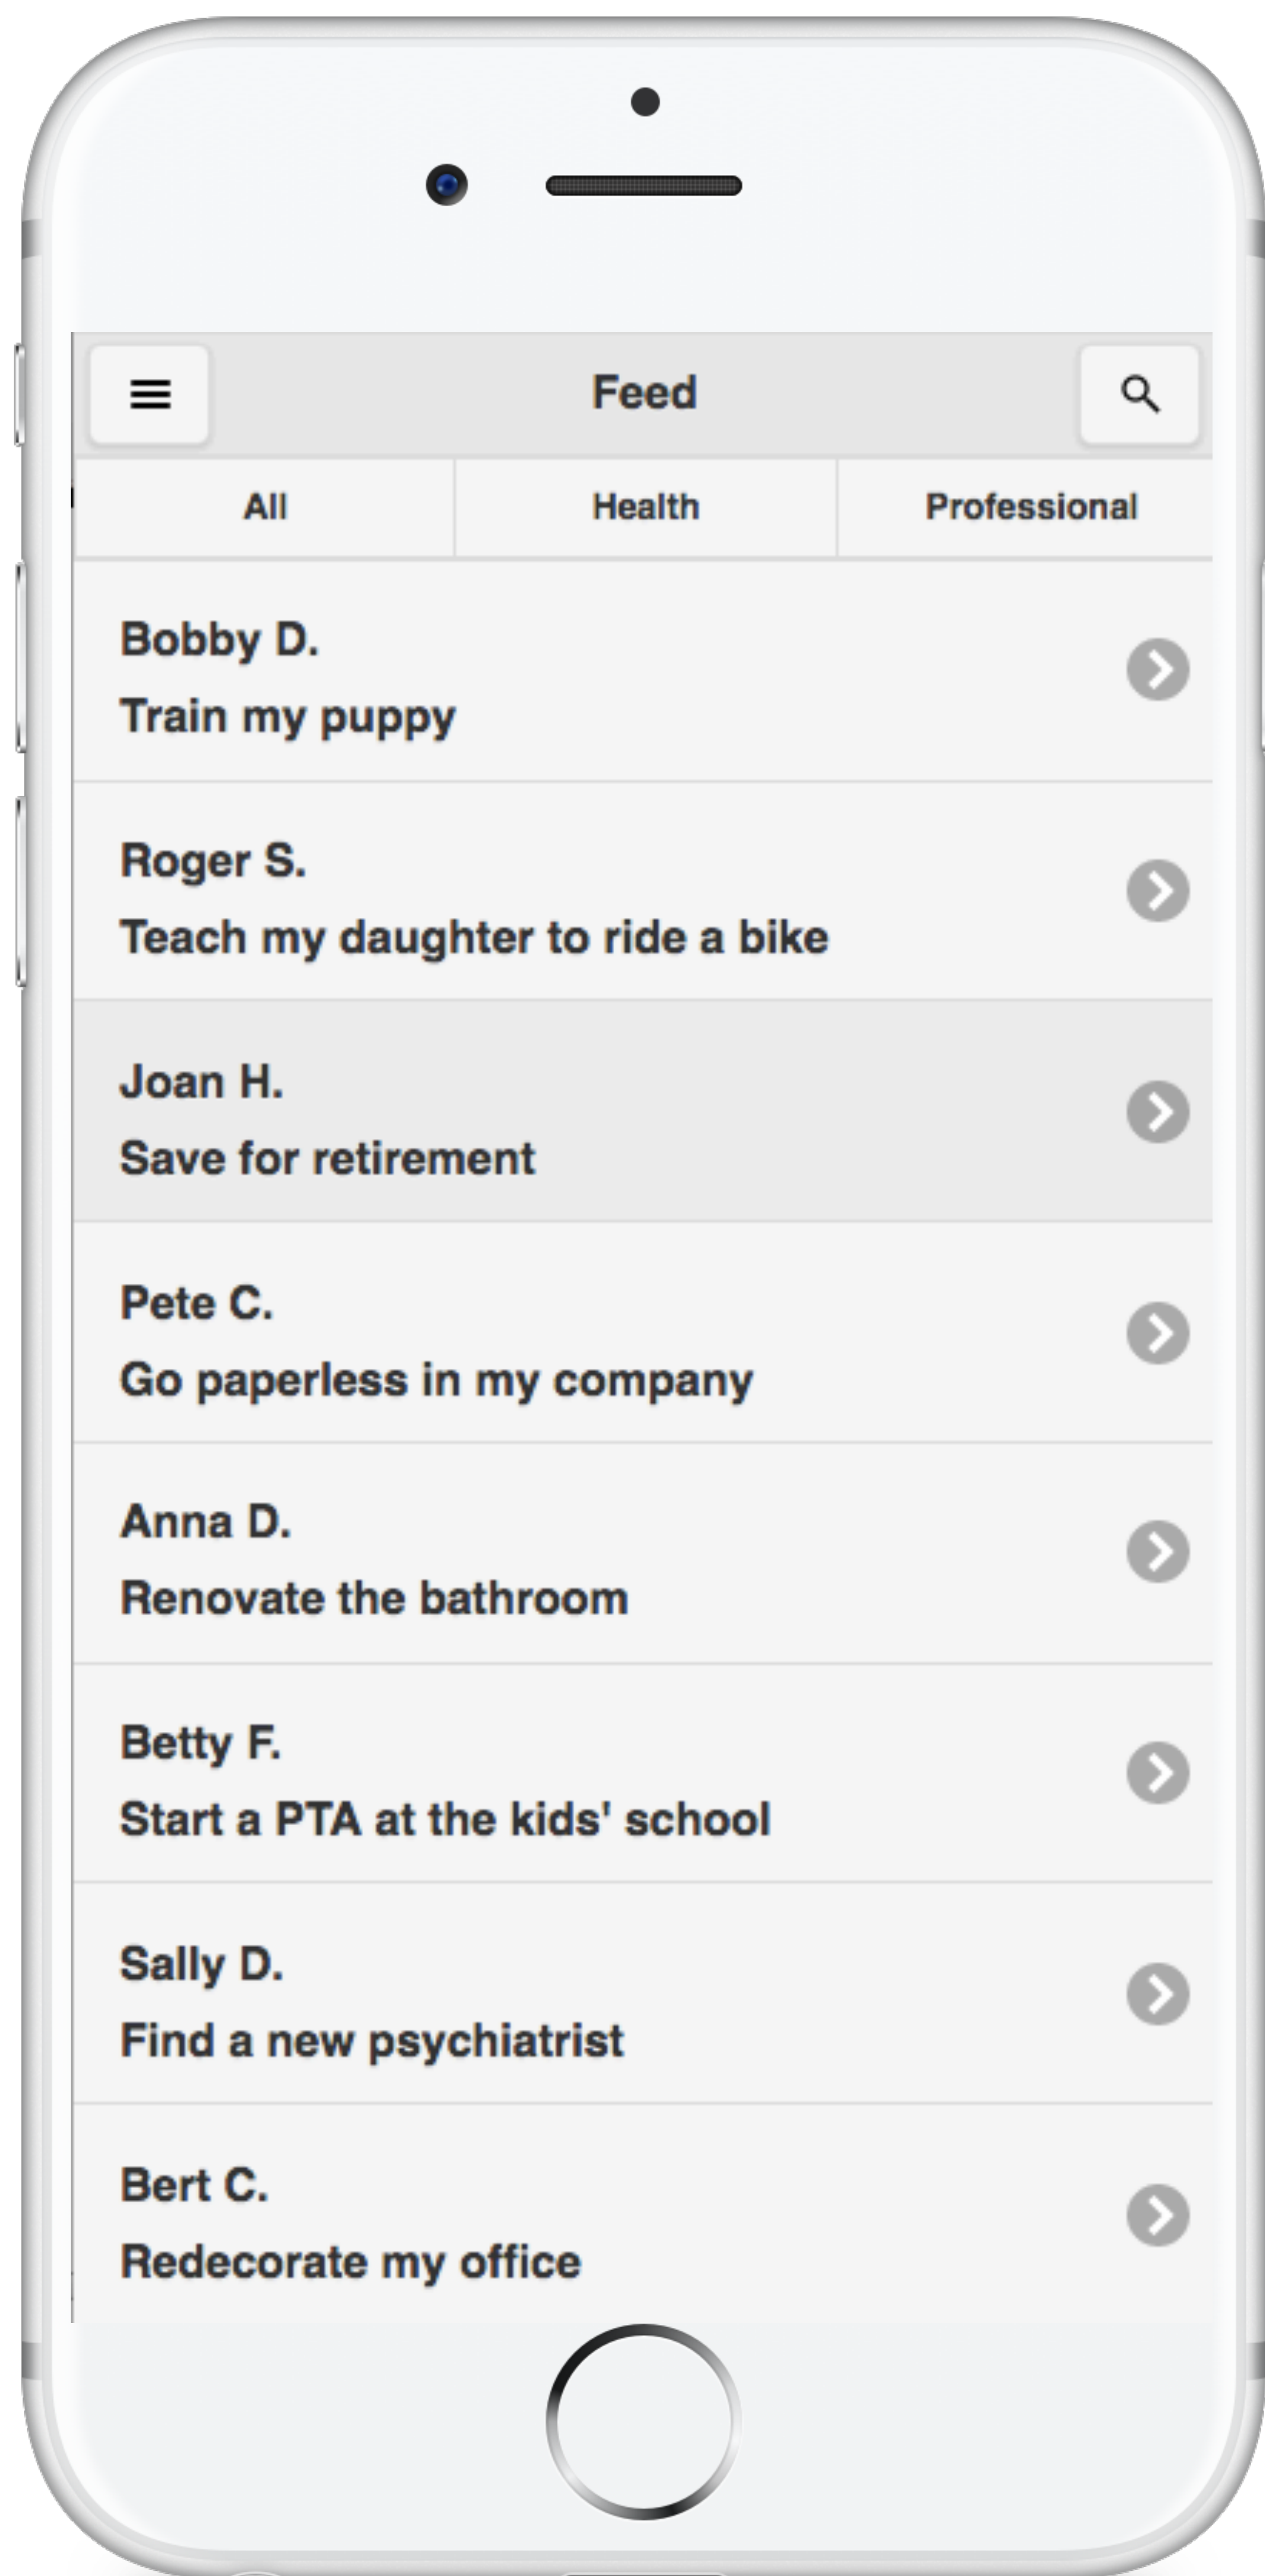 Feed
All Health Professional
Bobby D.
Train my puppy
Roger S.
Teach my daughter to ride a bike
Joan H.
Save for retirement
Pete C.
Go paperless in my company
Anna D.
Renovate the bathroom
Betty F.
Start a PTA at the kids' school
Sally D.
Find a new psychiatrist
Bert C.
Redecorate my office